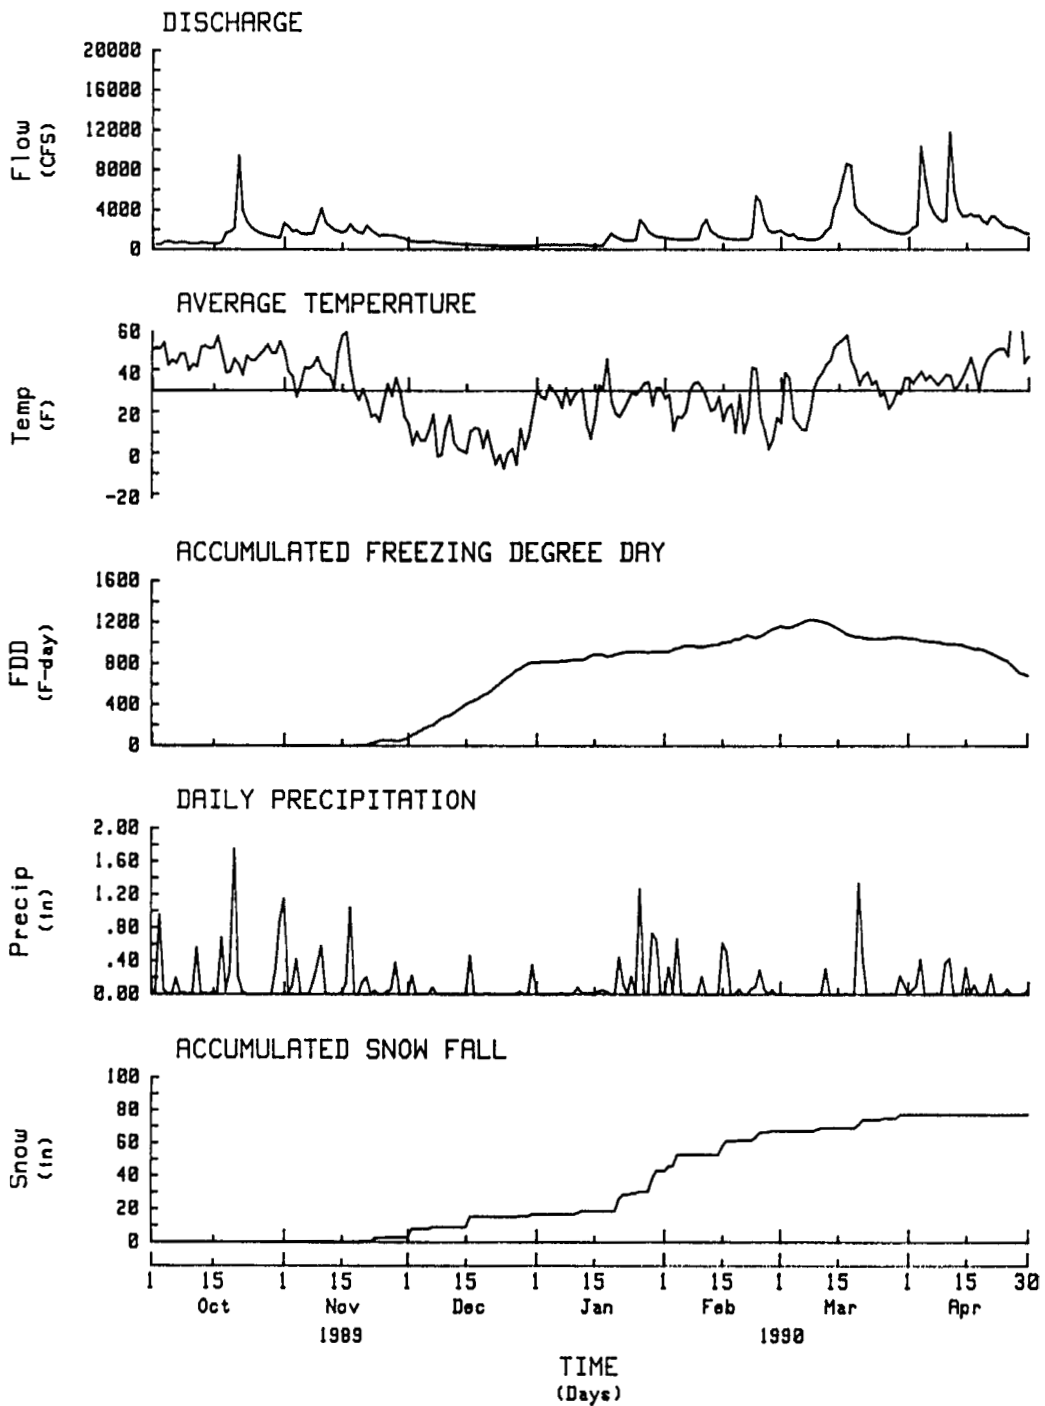 DISCHARGE
20000
16000
12000
8000
4000
0
Flow
(CFS)
AVERAGE TEMPERATURE
60
40
20
0
-20
Temp
(F)
ACCUMULATED FREEZING DEGREE DAY
1600
1200
800
400
0
FDD
(F-day)
DAILY PRECIPITATION
2.00
1.60
1.20
.80
.40
0.00
Precip
(in)
ACCUMULATED SNOW FALL
100
80
60
40
20
0
Snow
(in)
1 15 1 15 1 15 1 15 1 15 1 15 1 15 30
Oct Nov Dec Jan Feb Mar Apr
1989 1990
TIME
(Days)